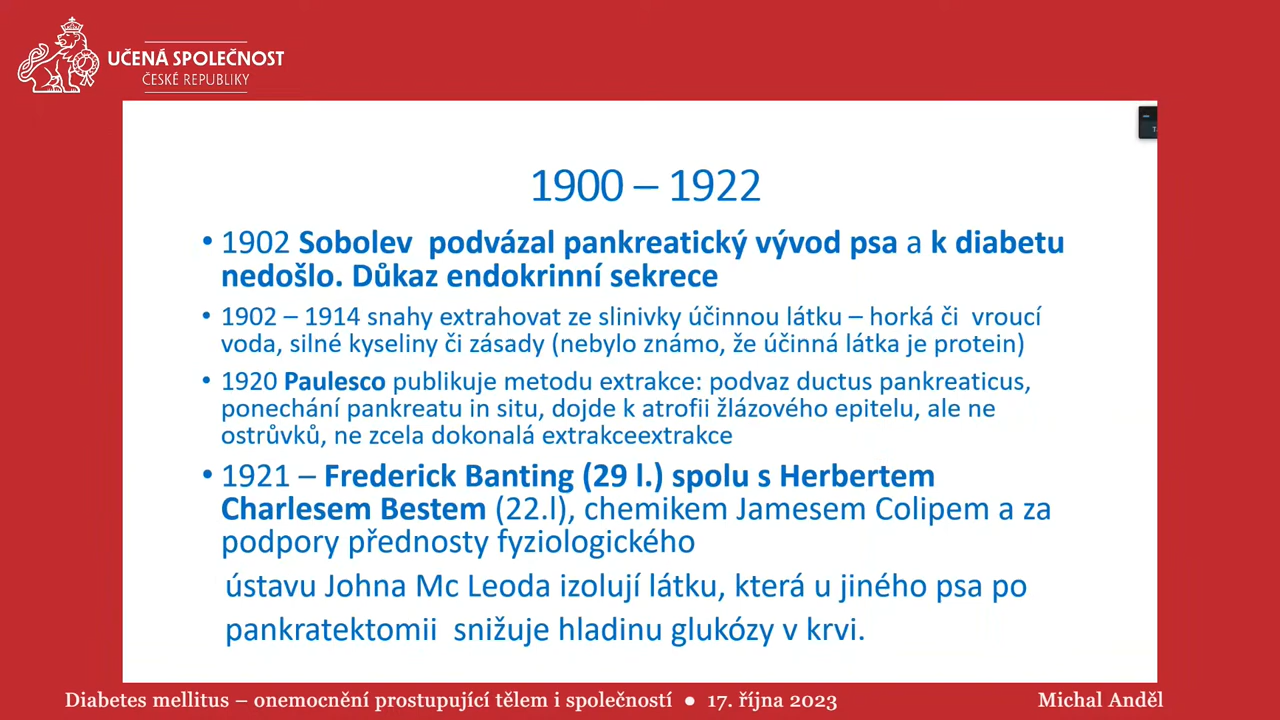 UČENÁ SPOLEČNOST
ČESKÉ REPUBLIKY
1900 – 1922
• 1902 Sobolev podvázal pankreatický vývod psa a k diabetu
nedošlo. Důkaz endokrinní sekrece
• 1902 – 1914 snahy extrahovat ze slinivky účinnou látku – horká či vroucí
voda, silné kyseliny či zásady (nebylo známo, že účinná látka je protein)
• 1920 Paulesco publikuje metodu extrakce: podvaz ductus pankreaticus,
ponechání pankreatu in situ, dojde k atrofii žlázového epitelu, ale ne
ostrůvků, ne zcela dokonalá extrakceextrakce
• 1921 – Frederick Banting (29 l.) spolu s Herbertem
Charlesem Bestem (22.l), chemikem Jamesem Colipem a za
podpory přednosty fyziologického
ústavu Johna Mc Leoda izolují látku, která u jiného psa po
pankratektomii snižuje hladinu glukózy v krvi.
Diabetes mellitus – onemocnění prostupující tělem i společností ● 17. října 2023
Michal Anděl